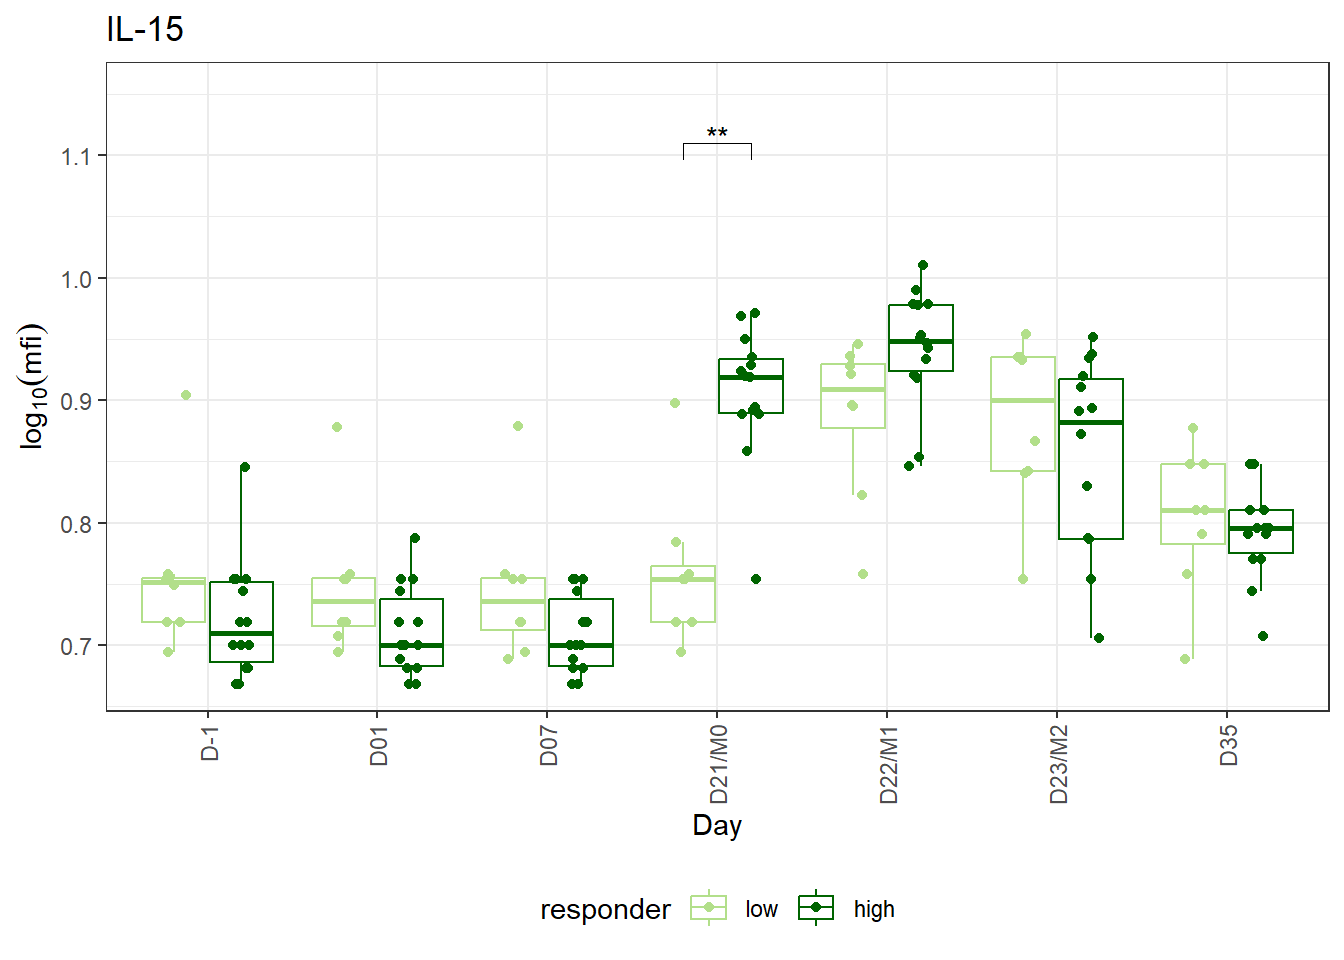 IL-15
**
1.1
1.0
0.9
0.8
0.7
log10(mfi)
D-1
D01
D07
D21/M0
D22/M1
D23/M2
D35
Day
responder low high